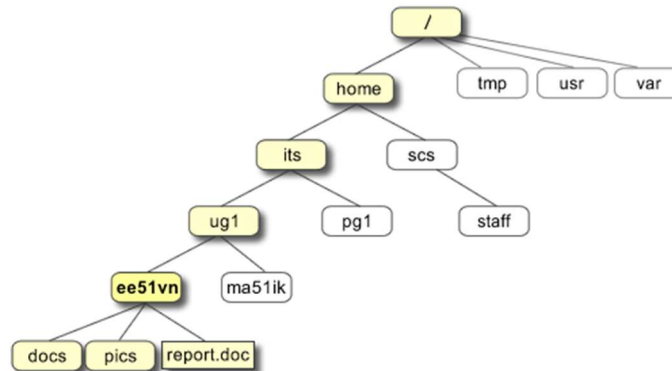 /
home
tmp
usr
var
its
scs
ug1
pg1
staff
ee51vn
ma51ik
docs
pics
report.doc